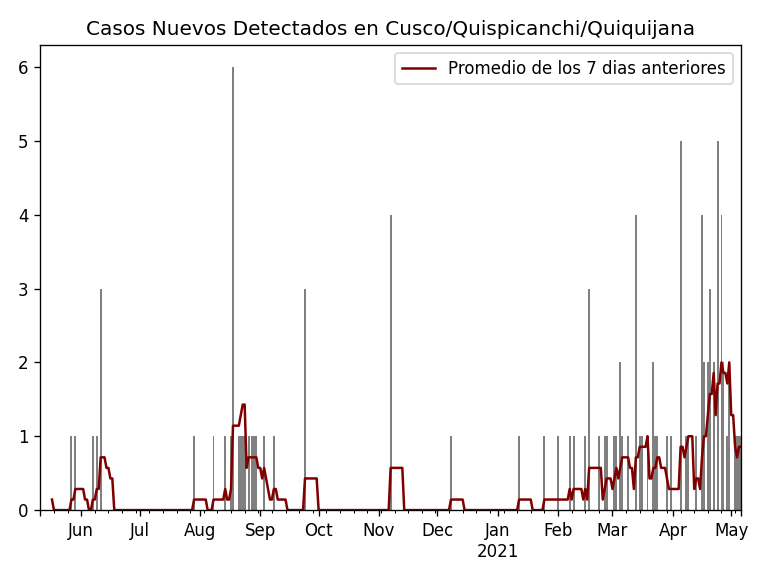 Casos Nuevos Detectados en Cusco/Quispicanchi/Quiquijana
Promedio de los 7 dias anteriores
6
5
4
3
2
1
0
Jun Jul Aug Sep Oct Nov Dec Jan Feb Mar Apr May
2021